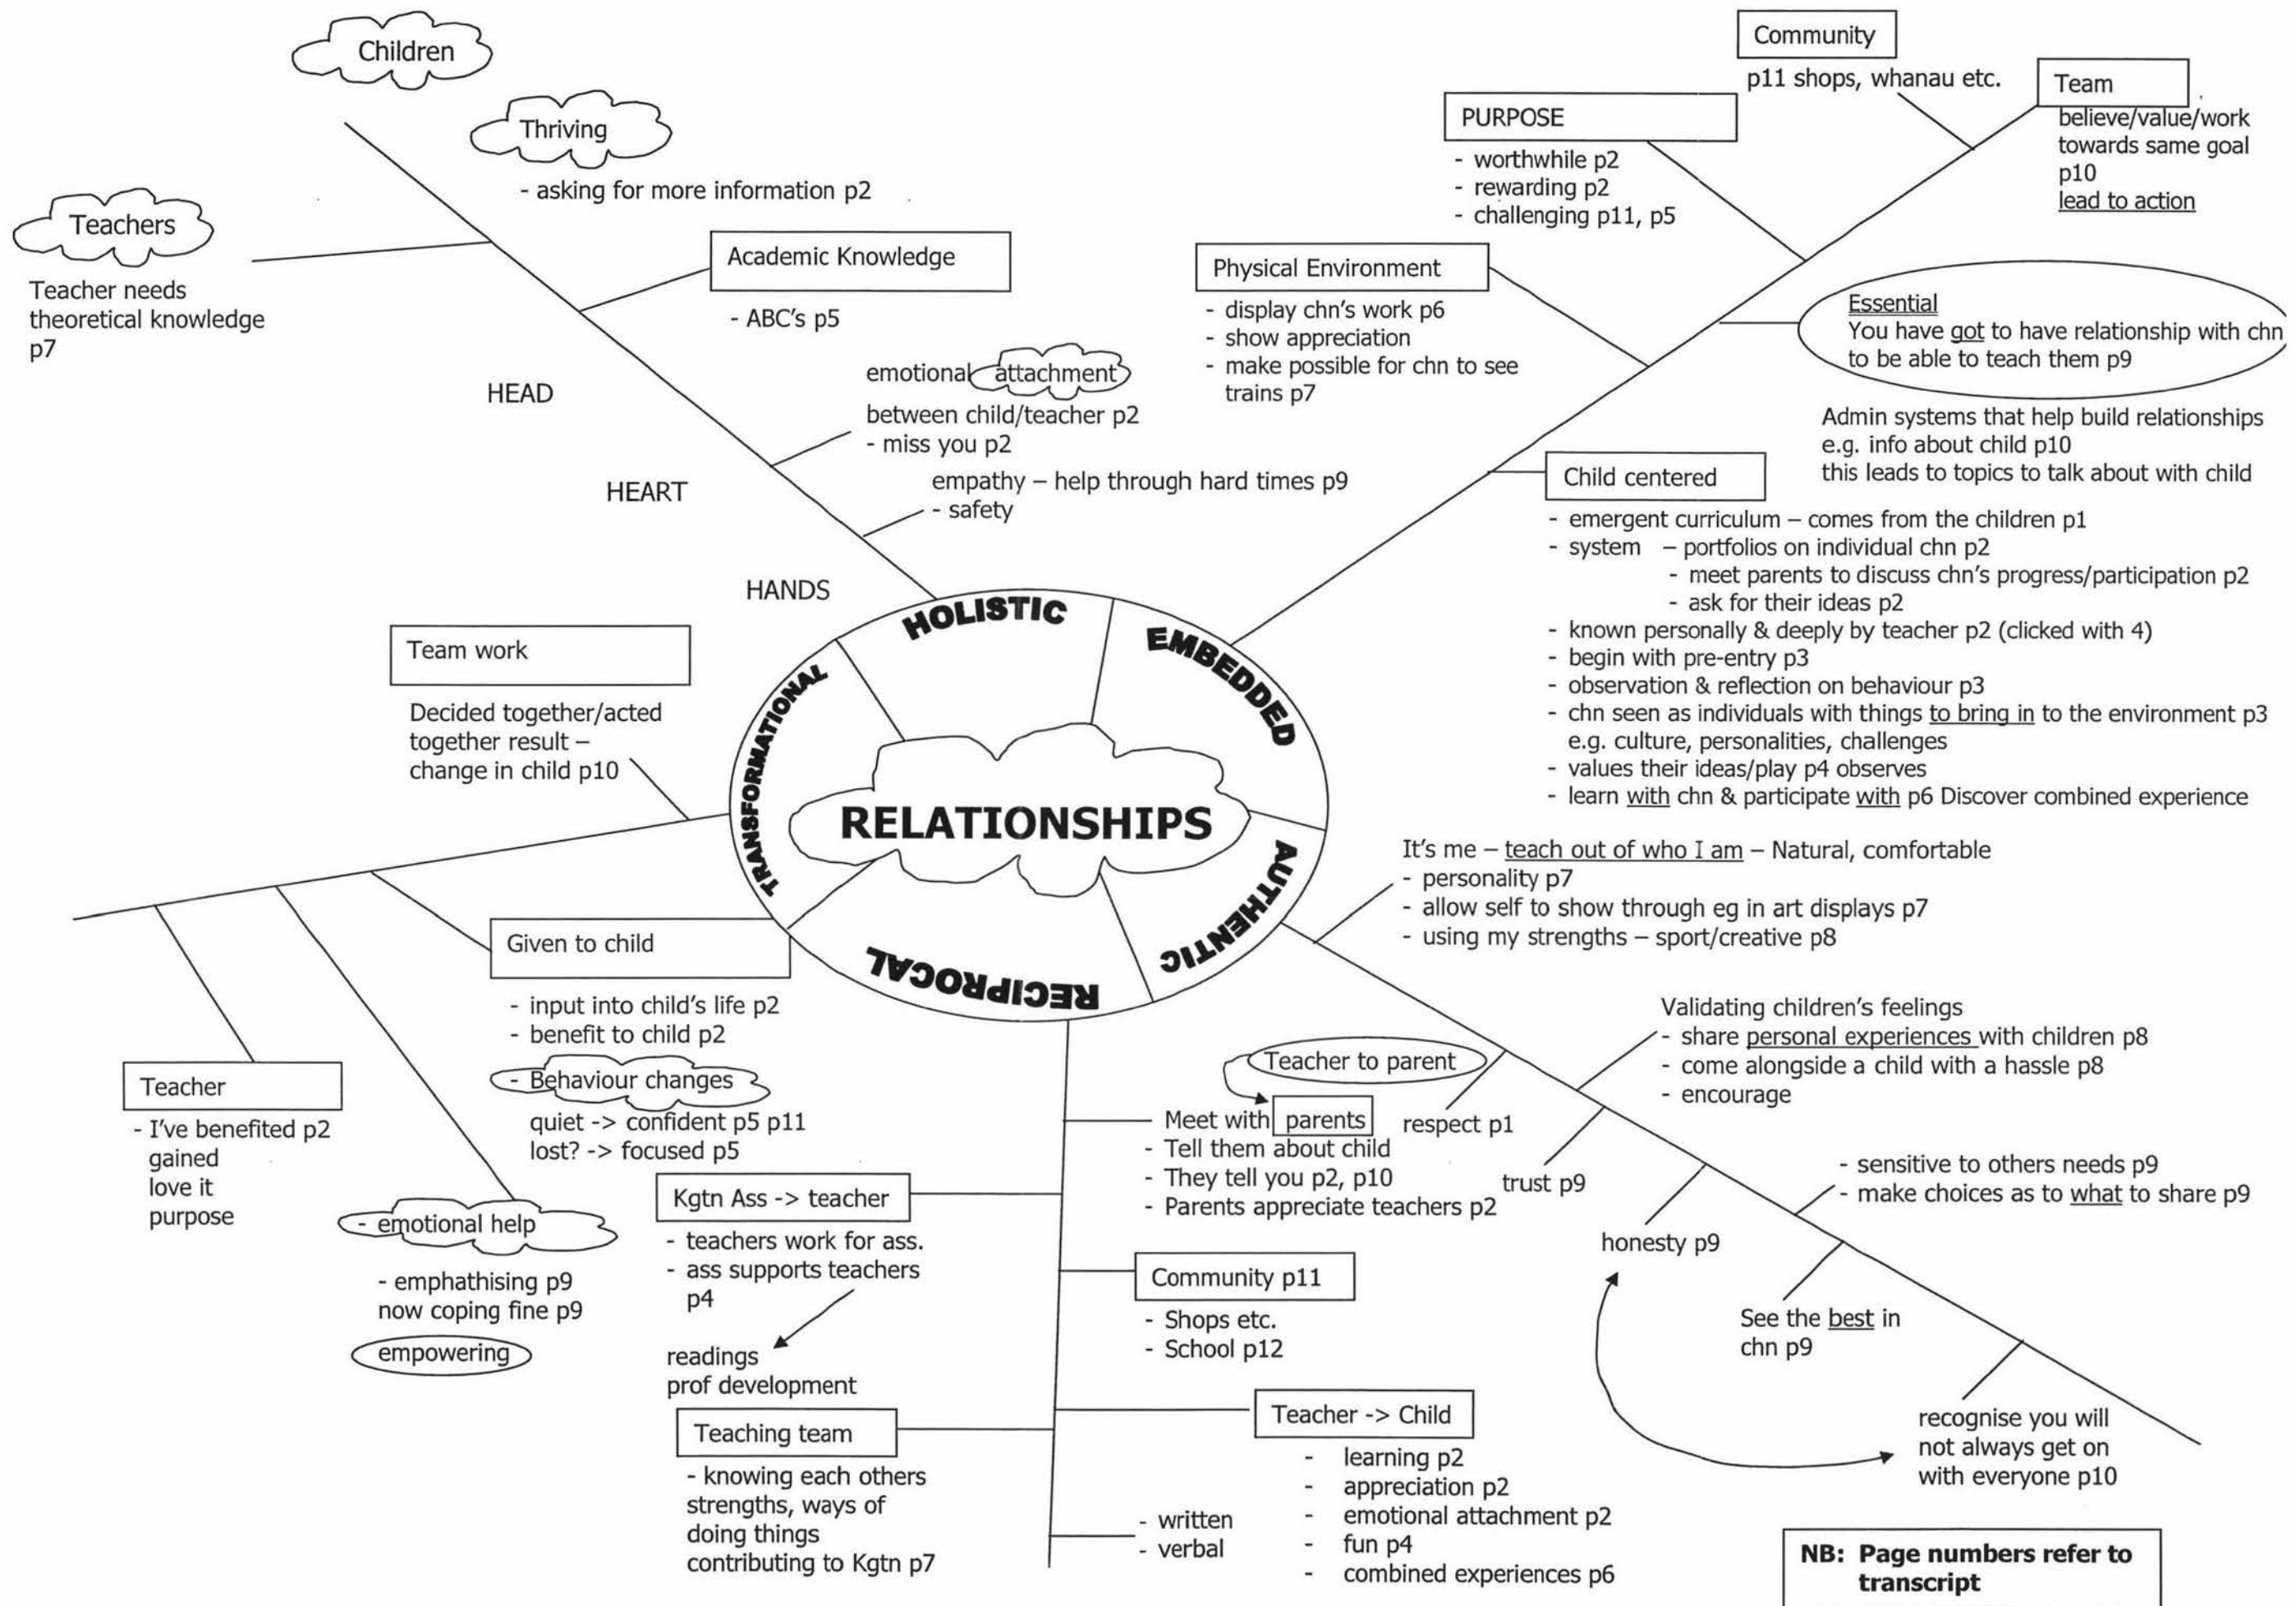 Children
Thriving
- asking for more information p2
Teachers
Teacher needs
theoretical knowledge
p7
Academic Knowledge
- ABC's p5
HEAD
emotional attachment
between child/teacher p2
- miss you p2
HEART
empathy – help through hard times p9
- safety
HANDS
Community
p11 shops, whanau etc.
Team
believe/value/work
towards same goal
p10
lead to action
PURPOSE
- worthwhile p2
- rewarding p2
- challenging p11, p5
Physical Environment
- display chn's work p6
- show appreciation
- make possible for chn to see
trains p7
Essential
You have got to have relationship with chn
to be able to teach them p9
Admin systems that help build relationships
e.g. info about child p10
this leads to topics to talk about with child
Child centered
- emergent curriculum – comes from the children p1
- system – portfolios on individual chn p2
- meet parents to discuss chn's progress/participation p2
- ask for their ideas p2
- known personally & deeply by teacher p2 (clicked with 4)
- begin with pre-entry p3
- observation & reflection on behaviour p3
- chn seen as individuals with things to bring in to the environment p3
e.g. culture, personalities, challenges
- values their ideas/play p4 observes
- learn with chn & participate with p6 Discover combined experience
HOLISTIC
EMBEDDED
TRANSFORMATIONAL
RELATIONSHIPS
AUTHENTIC
RECIPROCAL
Team work
Decided together/acted
together result –
change in child p10
Given to child
- input into child's life p2
- benefit to child p2
- Behaviour changes
quiet -> confident p5 p11
lost? -> focused p5
Teacher
- I've benefited p2
gained
love it
purpose
- emotional help
- emphathising p9
now coping fine p9
empowering
It's me – teach out of who I am – Natural, comfortable
- personality p7
- allow self to show through eg in art displays p7
- using my strengths – sport/creative p8
Validating children's feelings
- share personal experiences with children p8
- come alongside a child with a hassle p8
- encourage
Teacher to parent
Meet with parents
- Tell them about child
- They tell you p2, p10
- Parents appreciate teachers p2
respect p1
trust p9
- sensitive to others needs p9
- make choices as to what to share p9
honesty p9
See the best in
chn p9
recognise you will
not always get on
with everyone p10
Kgtn Ass -> teacher
- teachers work for ass.
- ass supports teachers
p4
readings
prof development
Community p11
- Shops etc.
- School p12
Teaching team
- knowing each others
strengths, ways of
doing things
contributing to Kgtn p7
Teacher -> Child
- learning p2
- appreciation p2
- emotional attachment p2
- fun p4
- combined experiences p6
- written
- verbal
NB: Page numbers refer to
transcript